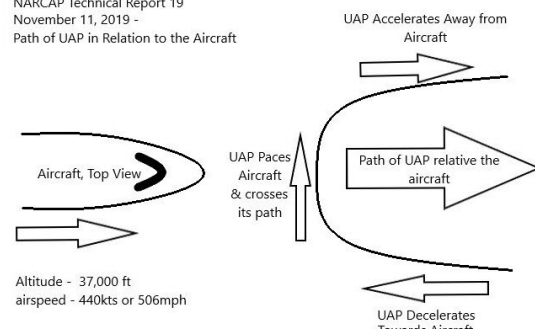 NARCAP Technical Report 19
November 11, 2019 -
Path of UAP in Relation to the Aircraft
UAP Accelerates Away from
Aircraft
Aircraft, Top View
UAP Paces
Aircraft
& crosses
its path
Path of UAP relative the
aircraft
Altitude - 37,000 ft
airspeed - 440kts or 506mph
UAP Decelerates
Towards Aircraft